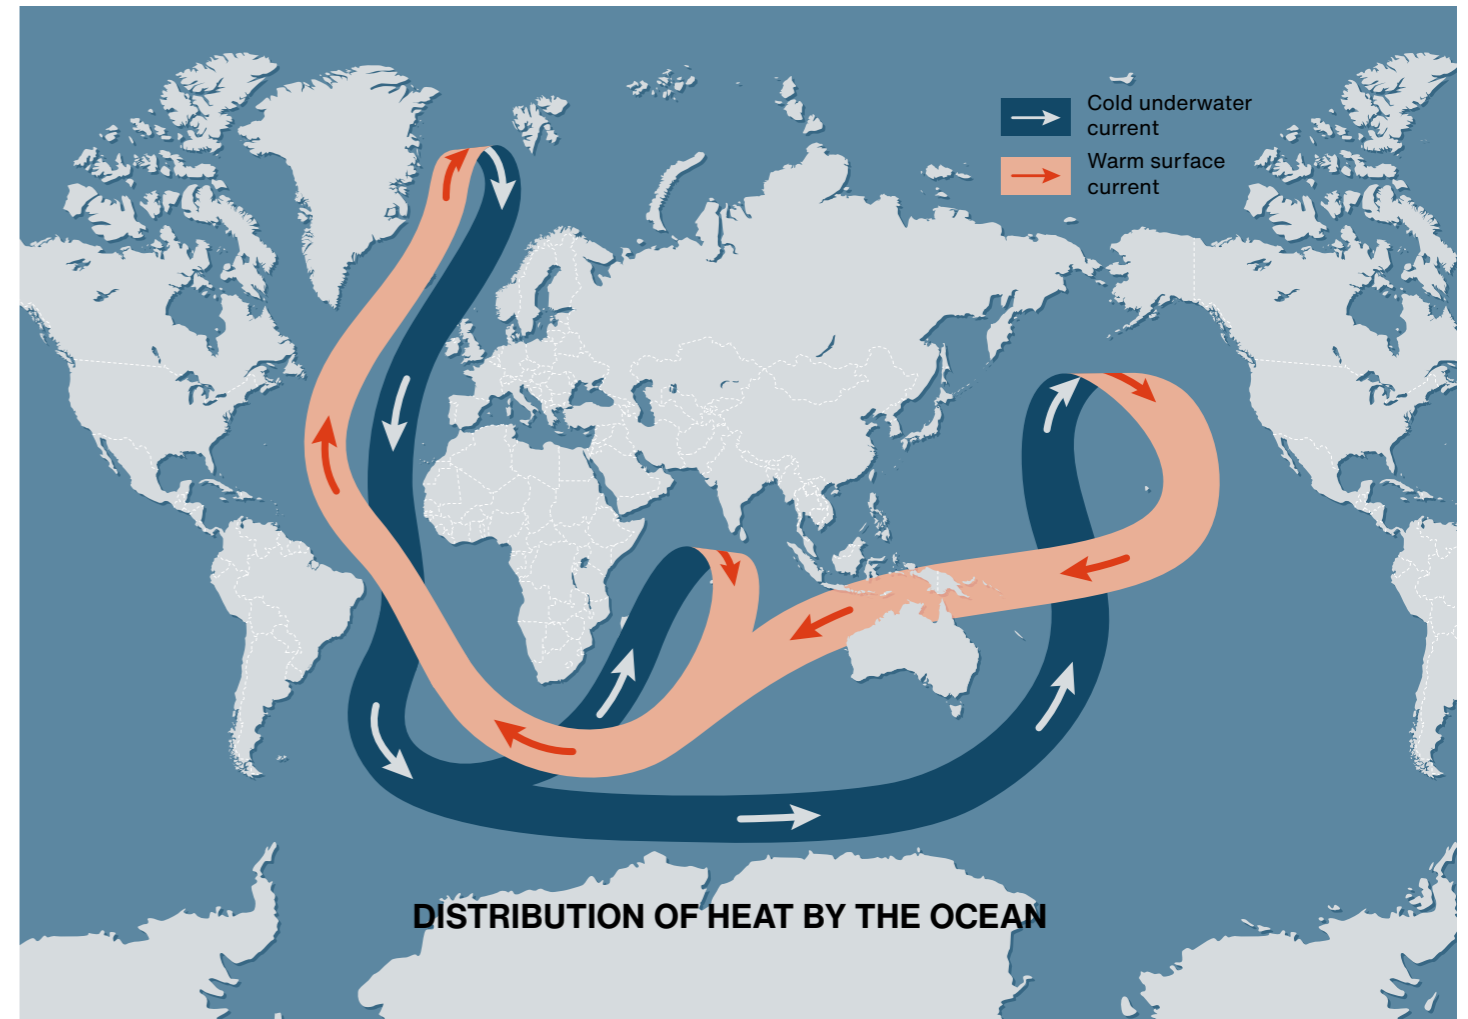 Cold underwater
current
Warm surface
current
DISTRIBUTION OF HEAT BY THE OCEAN